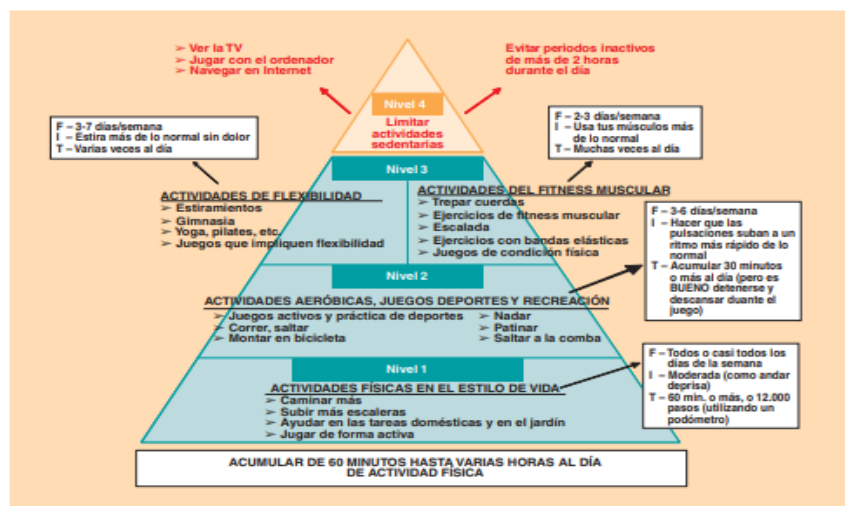 ➢ Ver la TV
➢ Jugar con el ordenador
➢ Navegar en Internet
Evitar periodos inactivos
de más de 2 horas
durante el día
Nivel 4
Limitar
actividades
sedentarias
F – 3-7 días/semana
I – Estira más de lo normal sin dolor
T – Varias veces al día
F – 2-3 días/semana
I – Usa tus músculos más
de lo normal
T – Muchas veces al día
Nivel 3
ACTIVIDADES DE FLEXIBILIDAD
➢ Estiramientos
➢ Gimnasia
➢ Yoga, pilates, etc.
➢ Juegos que impliquen flexibilidad
ACTIVIDADES DEL FITNESS MUSCULAR
➢ Trepar cuerdas
➢ Ejercicios de fitness muscular
➢ Escalada
➢ Ejercicios con bandas elásticas
➢ Juegos de condición física
F – 3-6 días/semana
I – Hacer que las
pulsaciones suban a un
ritmo más rápido de lo
normal
T – Acumular 30 minutos
o más al día (pero es
BUENO detenerse y
descansar duante el
juego)
Nivel 2
ACTIVIDADES AERÓBICAS, JUEGOS DEPORTES Y RECREACIÓN
➢ Juegos activos y práctica de deportes
➢ Correr, saltar
➢ Montar en bicicleta
➢ Nadar
➢ Patinar
➢ Saltar a la comba
Nivel 1
ACTIVIDADES FÍSICAS EN EL ESTILO DE VIDA
➢ Caminar más
➢ Subir más escaleras
➢ Ayudar en las tareas domésticas y en el jardín
➢ Jugar de forma activa
F – Todos o casi todos los
días de la semana
I – Moderada (como andar
deprisa)
T – 60 min. o más, o 12.000
pasos (utilizando un
podómetro)
ACUMULAR DE 60 MINUTOS HASTA VARIAS HORAS AL DÍA
DE ACTIVIDAD FÍSICA